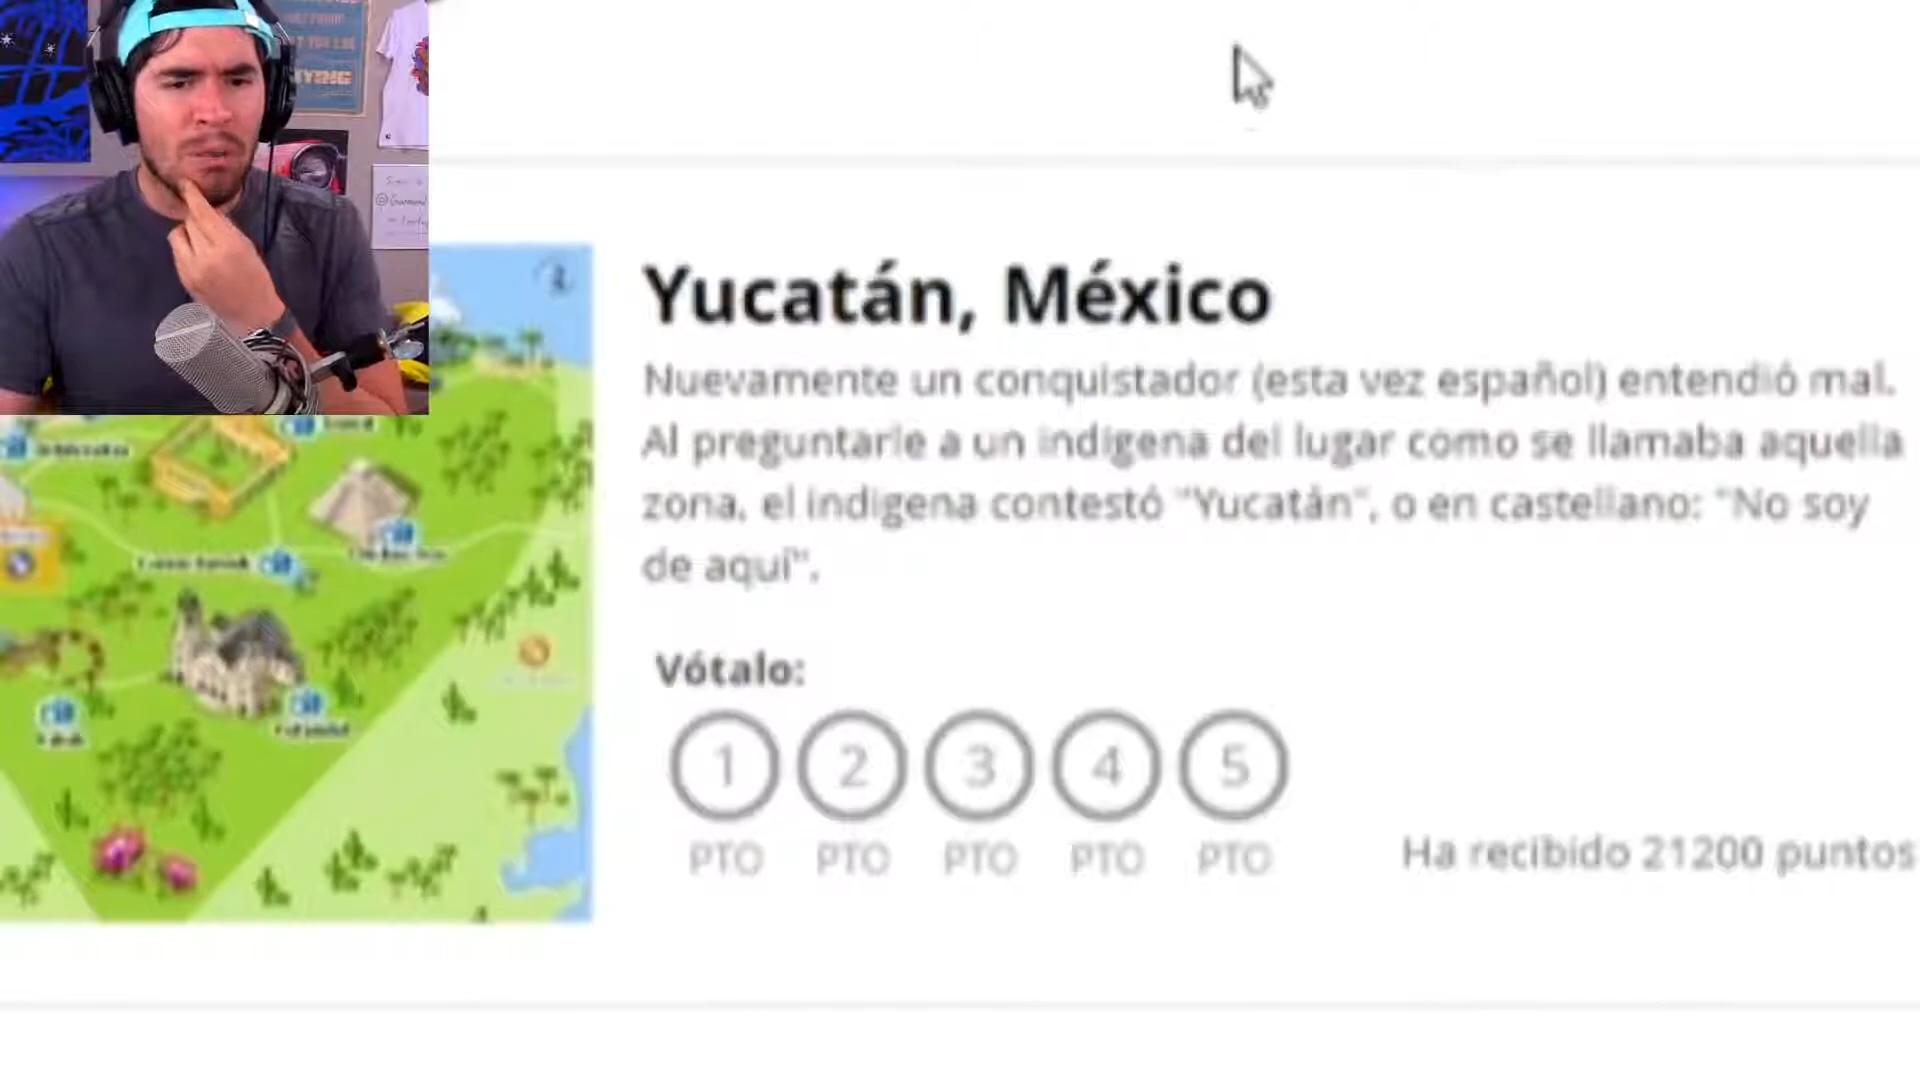 Yucatán, México
Nuevamente un conquistador (esta vez español) entendió mal.
Al preguntarle a un indigena del lugar como se llamaba aquella
zona, el indigena contestó "Yucatán", o en castellano: "No soy
de aquí".
Vótalo:
1 2 3 4 5
PTO PTO PTO PTO PTO
Ha recibido 21200 puntos